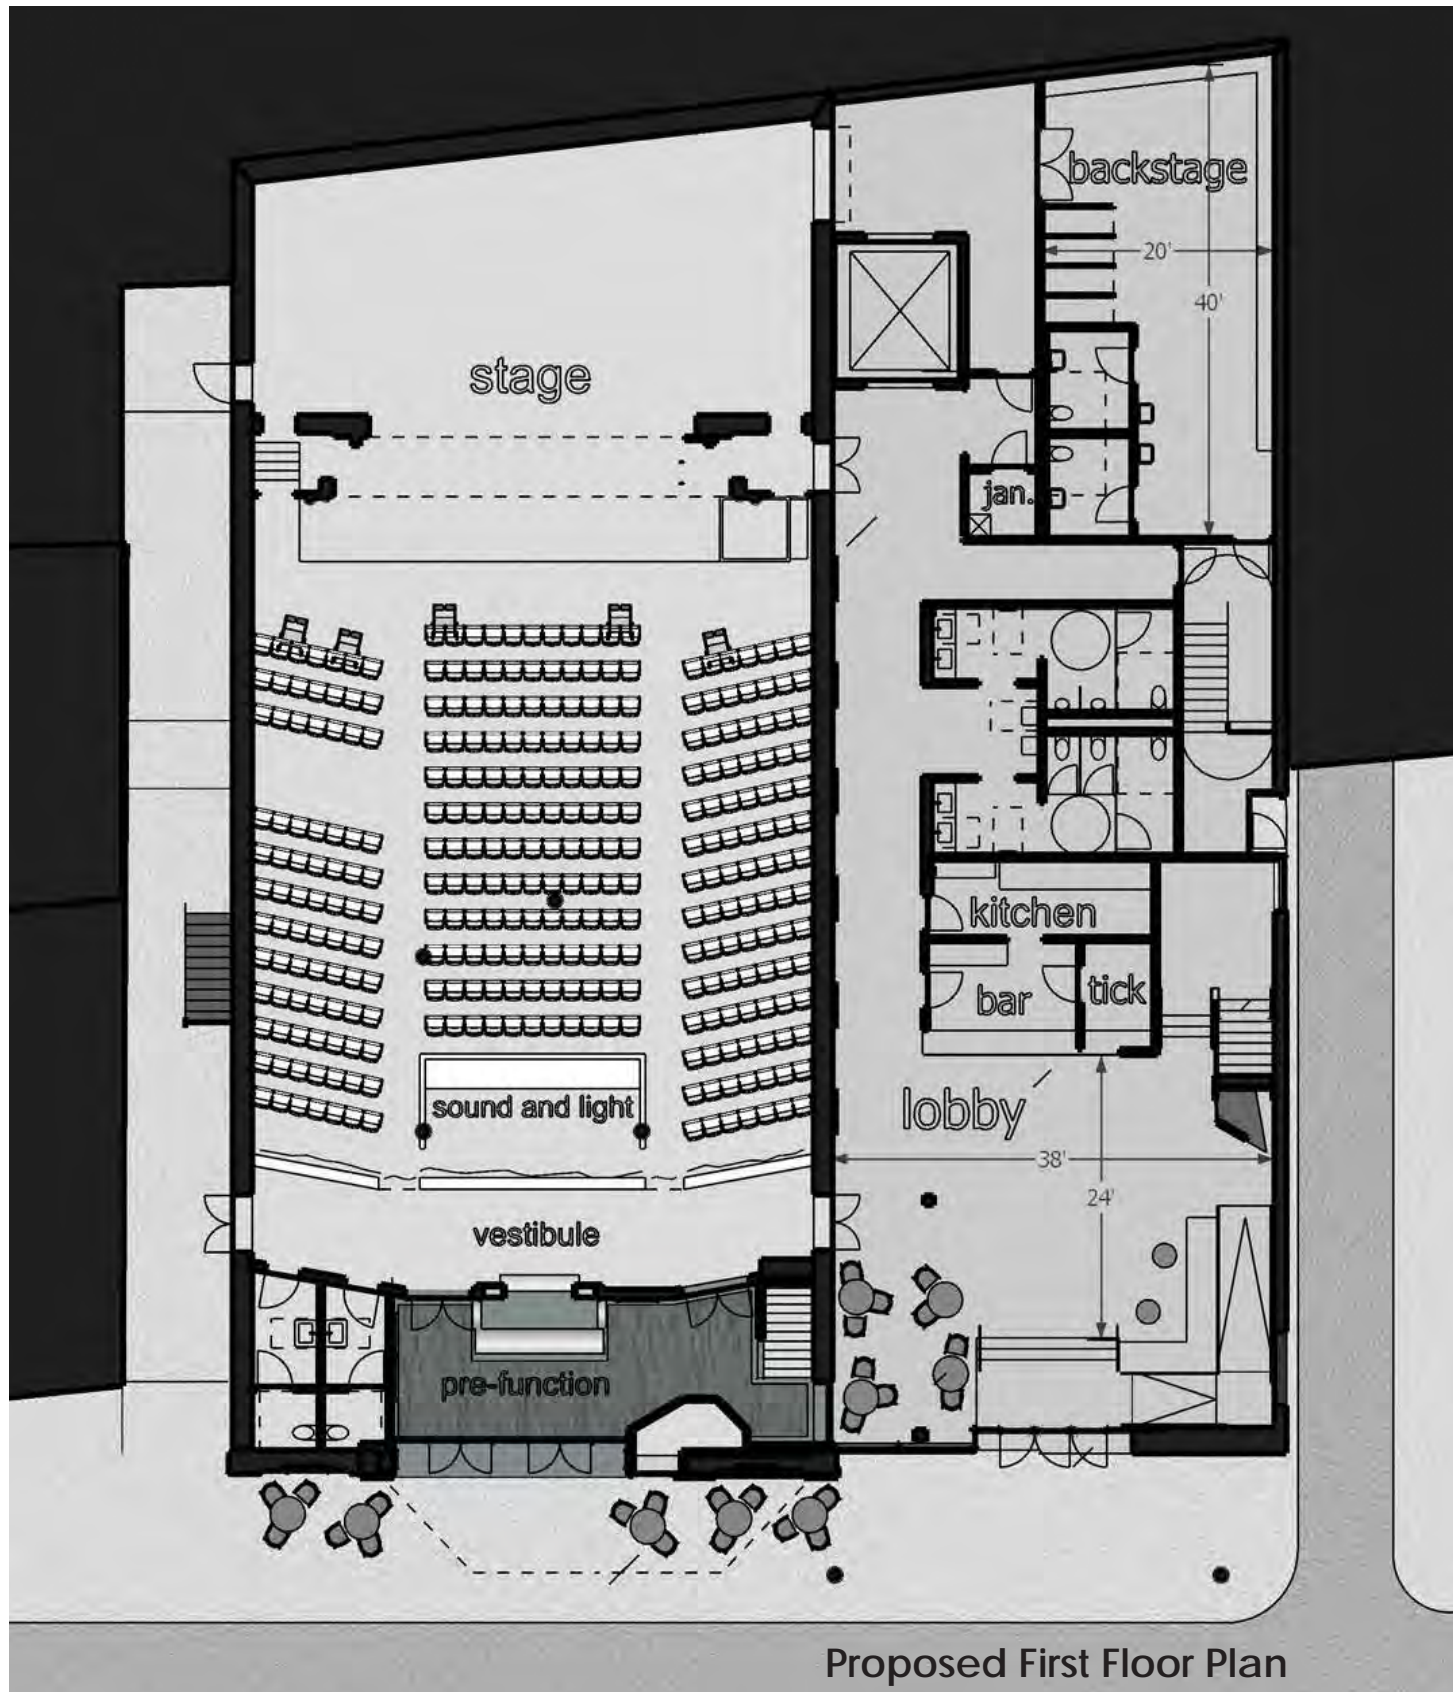 backstage
20'
40'
stage
jan.
kitchen
bar
tick
lobby
sound and light
38'
24'
vestibule
pre-function
Proposed First Floor Plan